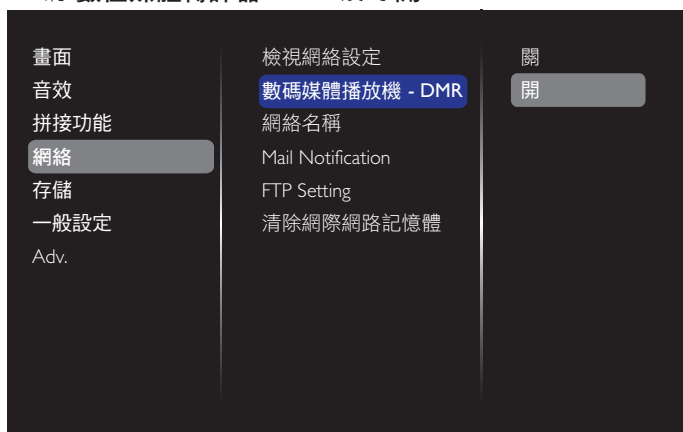 畫面
音效
拼接功能
網絡
存儲
一般設定
Adv.
檢視網絡設定
數碼媒體播放機 - DMR
網絡名稱
Mail Notification
FTP Setting
清除網際網路記憶體
關
開